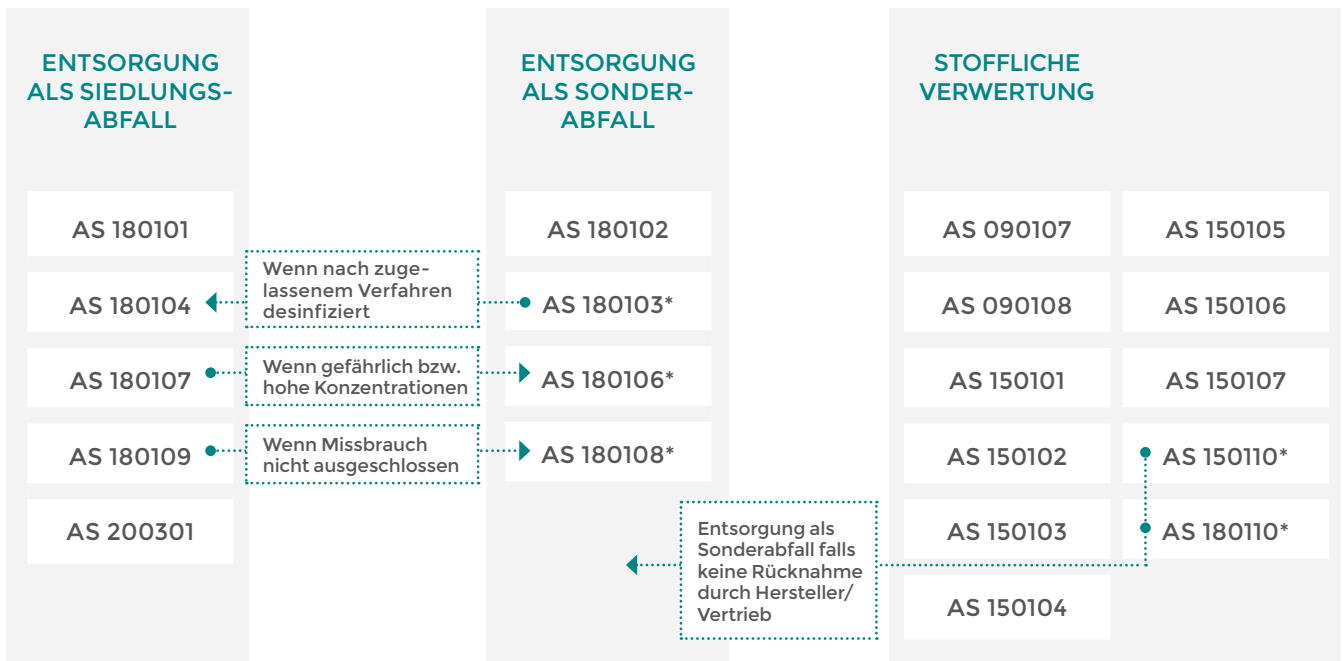 ENTSORGUNG
ALS SIEDLUNGS-
ABFALL
AS 180101
AS 180104
AS 180107
AS 180109
AS 200301
Wenn nach zuge-
lassenem Verfahren
desinfiziert
Wenn gefährlich bzw.
hohe Konzentrationen
Wenn Missbrauch
nicht ausgeschlossen
ENTSORGUNG
ALS SONDER-
ABFALL
AS 180102
AS 180103*
AS 180106*
AS 180108*
Entsorgung als
Sonderabfall falls
keine Rücknahme
durch Hersteller/
Vertrieb
STOFFLICHE
VERWERTUNG
AS 090107
AS 090108
AS 150101
AS 150102
AS 150103
AS 150104
AS 150105
AS 150106
AS 150107
AS 150110*
AS 180110*